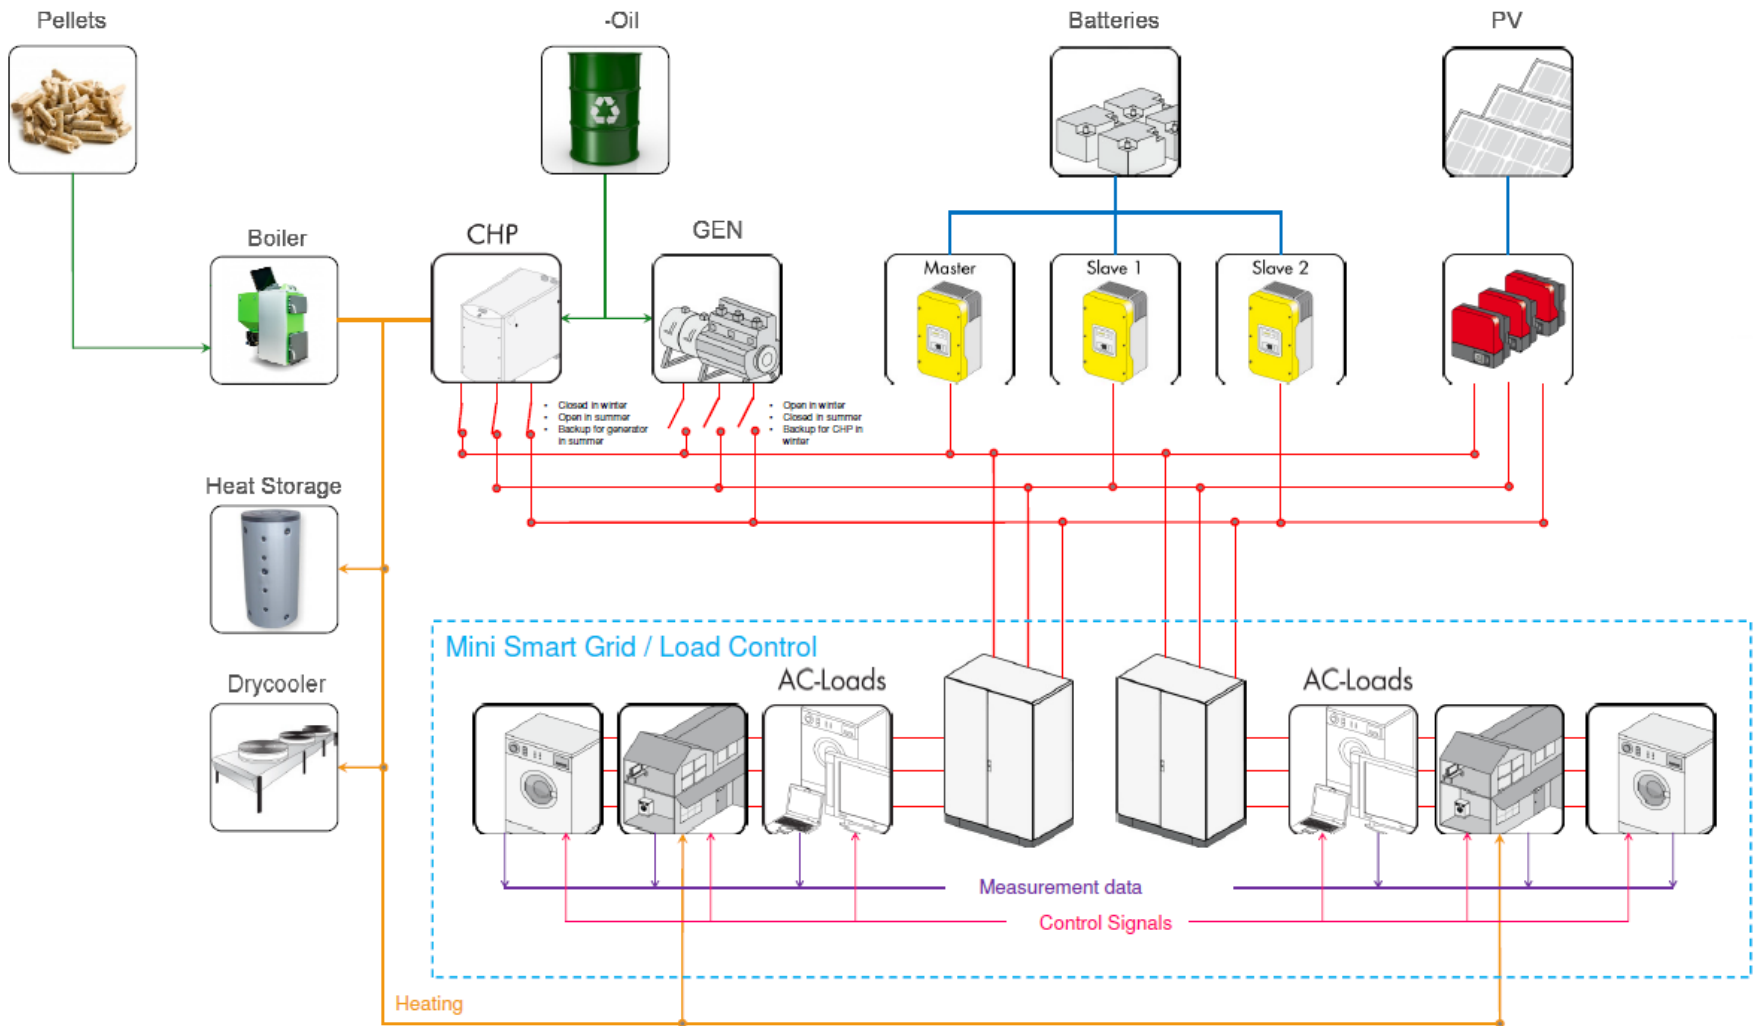 Pellets
-Oil
Batteries
PV
Boiler
CHP
GEN
Master
Slave 1
Slave 2
• Closed in winter
• Open in summer
• Backup for generator
in summer
• Open in winter
• Closed in summer
• Backup for CHP in
winter
Heat Storage
Drycooler
Mini Smart Grid / Load Control
AC-Loads
AC-Loads
Measurement data
Control Signals
Heating